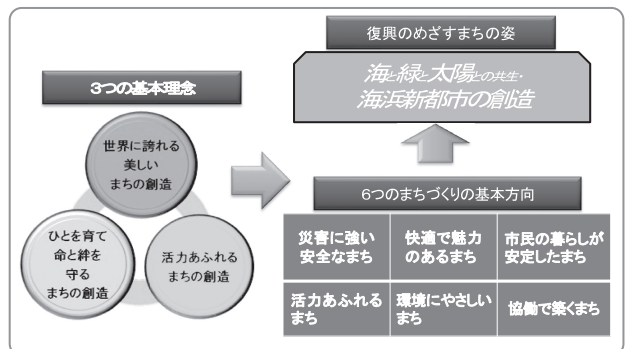 3つの基本理念
世界に誇れる
美しい
まちの創造
ひとを育て
命と絆を
守る
まちの創造
活力あふれる
まちの創造
復興のめざすまちの姿
海と緑と太陽との共生・
海浜新都市の創造
6つのまちづくりの基本方向
災害に強い
安全なまち
快適で魅力
のあるまち
市民の暮らしが
安定したまち
活力あふれる
まち
環境にやさしい
まち
協働で築くまち